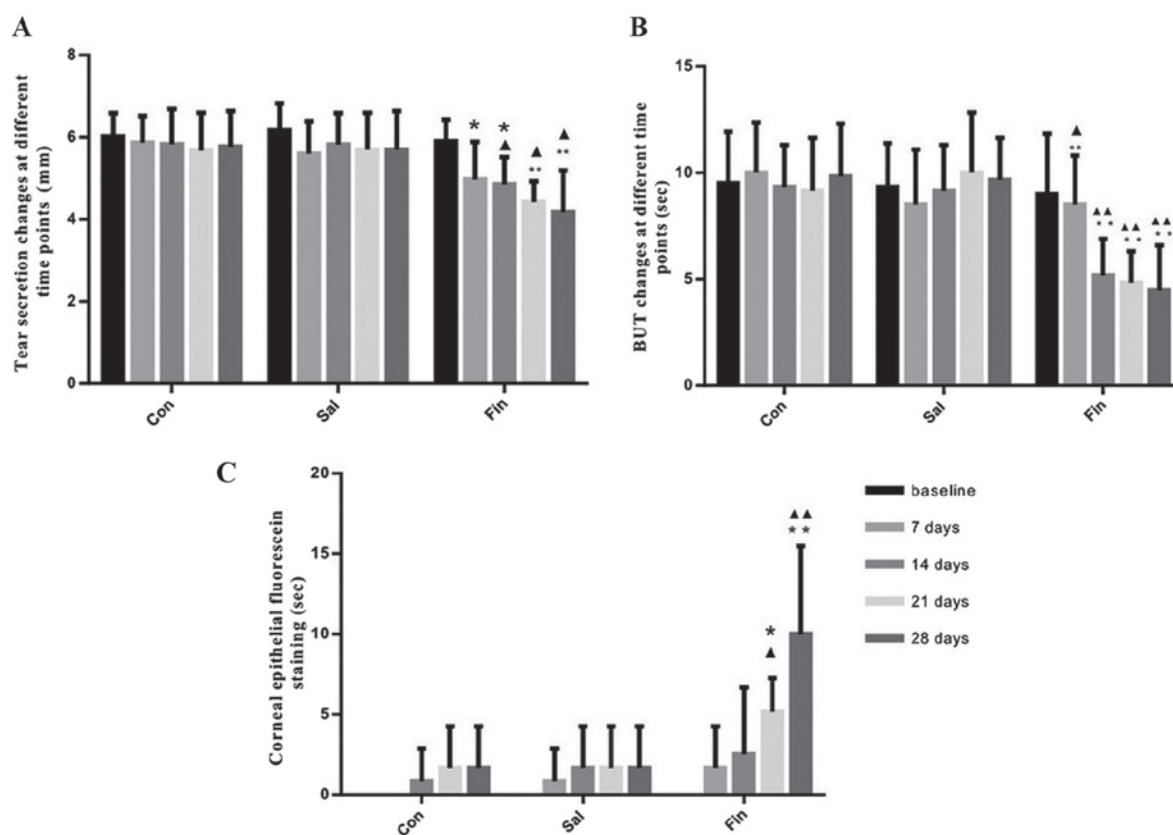 A
Tear secretion changes at different
time points (mm)
8
6
4
2
0
*
*
▲
▲
**
▲
**
Con
Sal
Fin
B
BUT changes at different time
points (sec)
15
10
5
0
▲
**
▲▲
**
▲▲
**
▲▲
**
Con
Sal
Fin
C
Corneal epithelial fluorescein
staining (sec)
20
15
10
5
0
*
▲
▲▲
**
Con
Sal
Fin
baseline
7 days
14 days
21 days
28 days